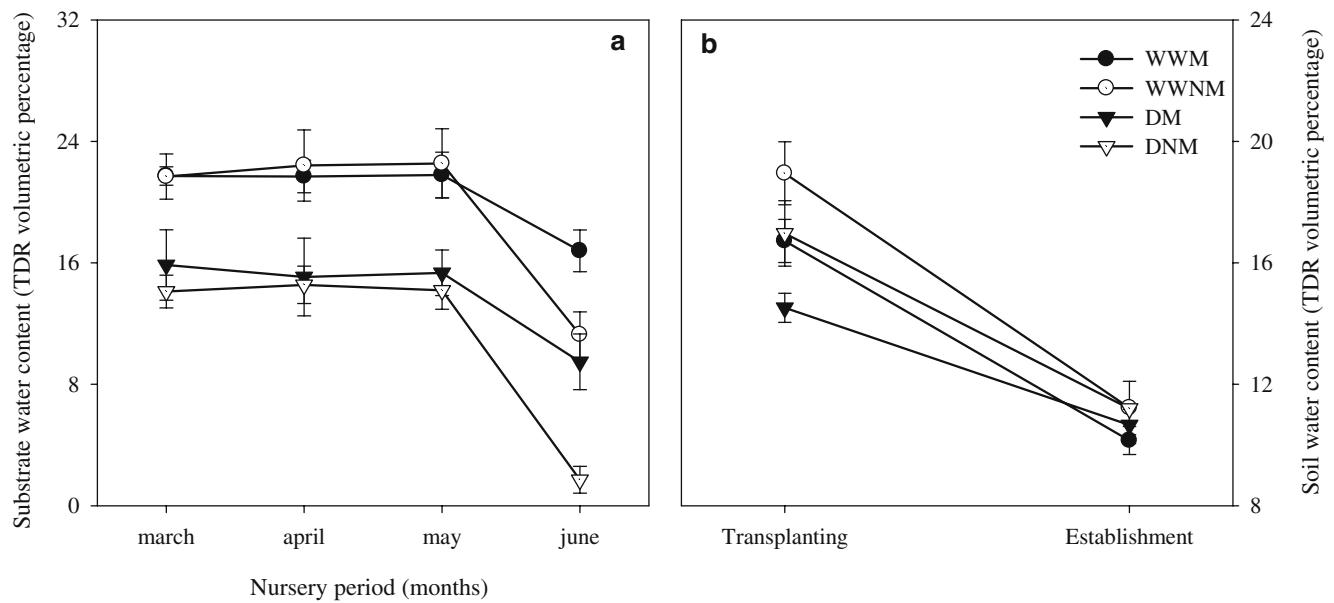 Substrate water content (TDR volumetric percentage)
32
24
16
8
0
a
march april may june
Nursery period (months)
b
WWM
WWNM
DM
DNM
Transplanting Establishment
24
20
16
12
8
Soil water content (TDR volumetric percentage)